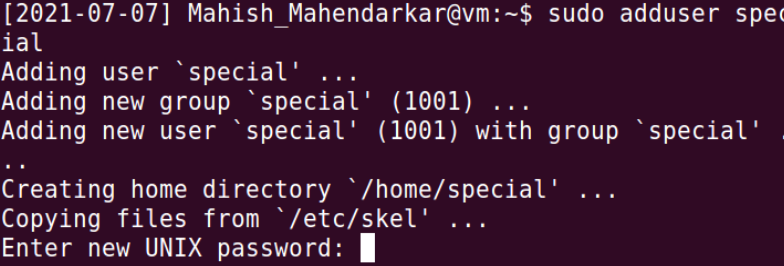 [2021-07-07] Mahish_Mahendarkar@vm:~$ sudo adduser spec
ial
Adding user `special' ...
Adding new group `special' (1001) ...
Adding new user `special' (1001) with group `special' .
..
Creating home directory `/home/special' ...
Copying files from `/etc/skel' ...
Enter new UNIX password: